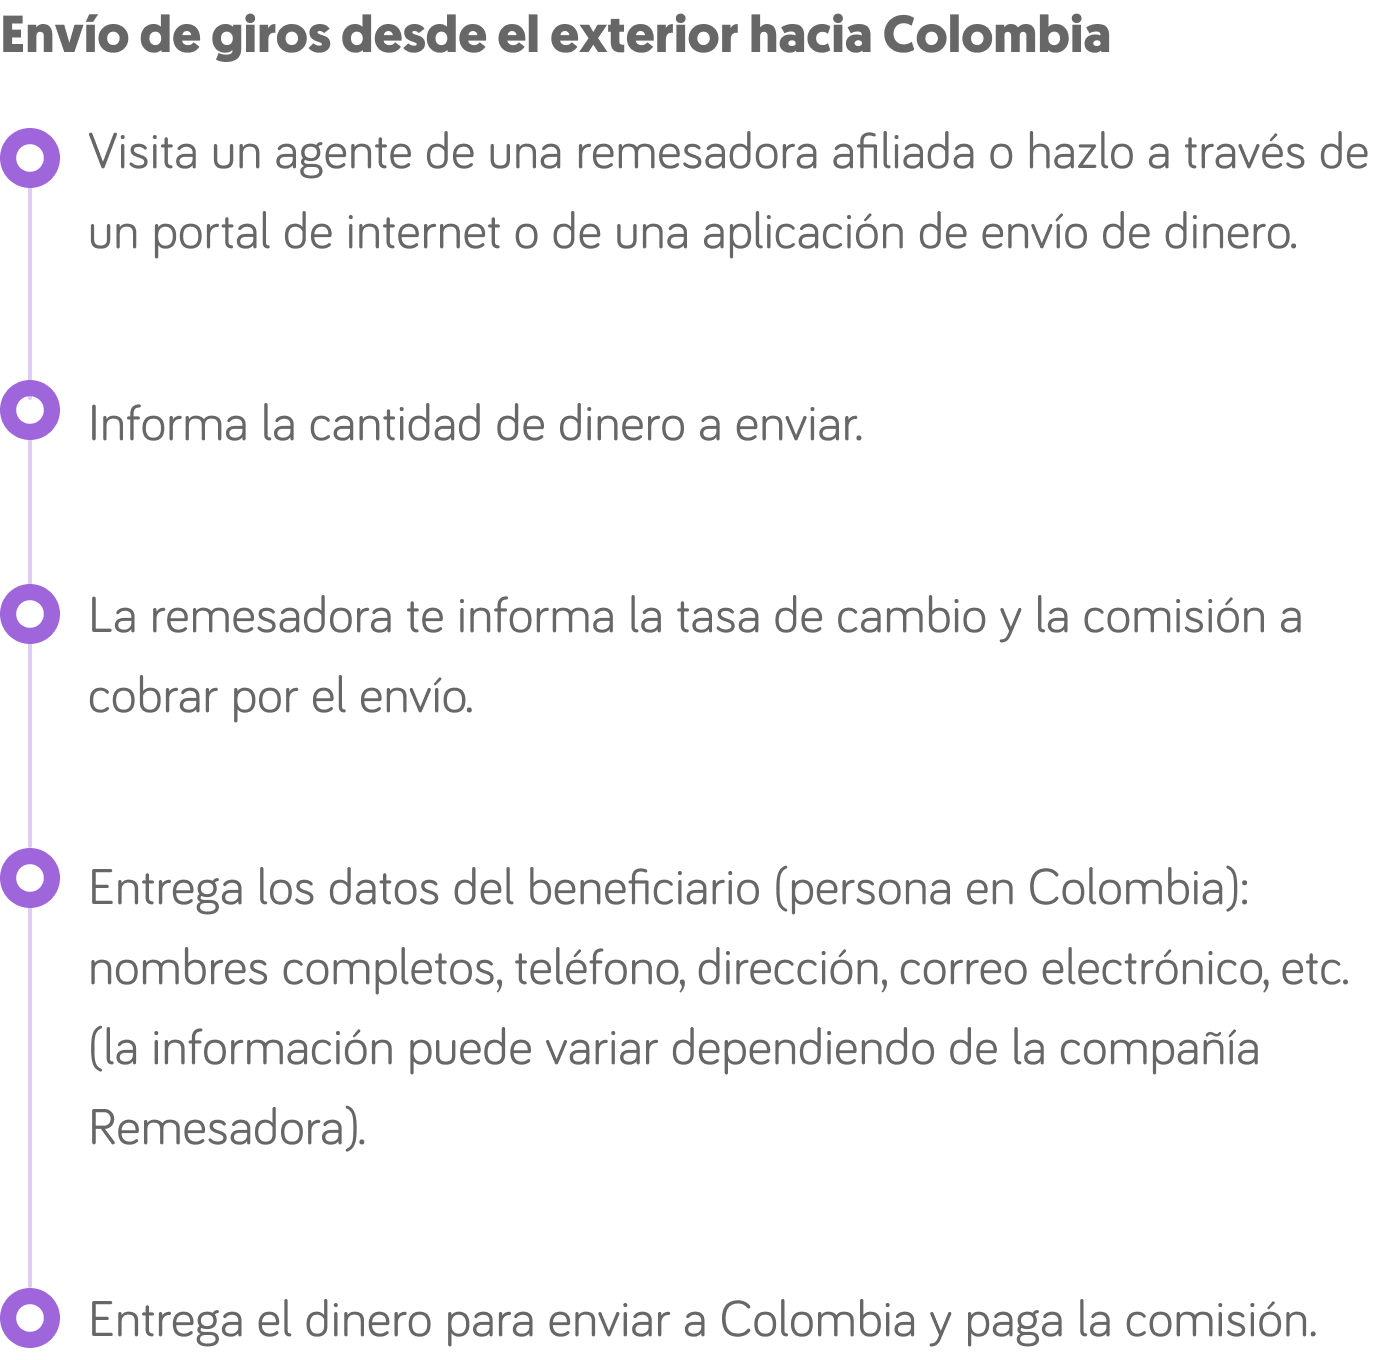 Envío de giros desde el exterior hacia Colombia
Visita un agente de una remesadora afiliada o hazlo a través de
un portal de internet o de una aplicación de envío de dinero.
Informa la cantidad de dinero a enviar.
La remesadora te informa la tasa de cambio y la comisión a
cobrar por el envío.
Entrega los datos del beneficiario (persona en Colombia):
nombres completos, teléfono, dirección, correo electrónico, etc.
(la información puede variar dependiendo de la compañía
Remesadora).
Entrega el dinero para enviar a Colombia y paga la comisión.